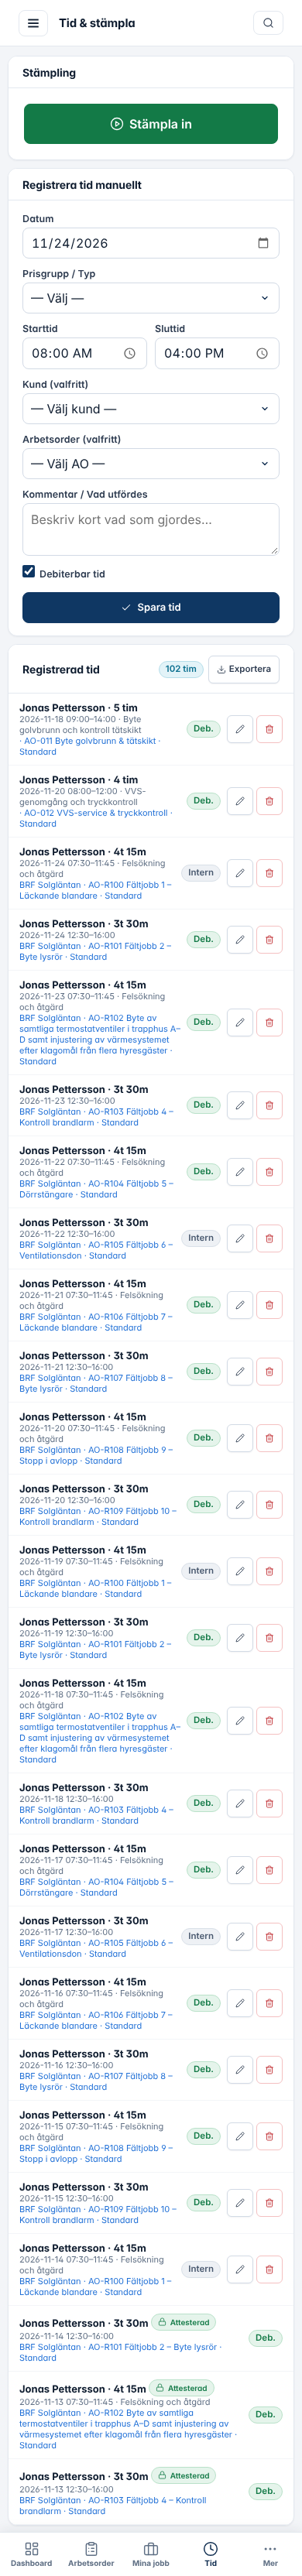 Tid & stämpla
Stämpling
Stämpla in
Registrera tid manuellt
Datum
11/24/2026
Prisgrupp / Typ
— Välj —
Starttid Sluttid
08:00 AM 04:00 PM
Kund (valfritt)
— Välj kund —
Arbetsorder (valfritt)
— Välj AO —
Kommentar / Vad utfördes
Beskriv kort vad som gjordes...
Debiterbar tid
Spara tid
Registrerad tid 102 tim Exportera
Jonas Pettersson · 5 tim
2026-11-18 09:00–14:00 · Byte
golvbrunn och kontroll tätskikt
· AO-011 Byte golvbrunn & tätskikt ·
Standard
Deb.
Jonas Pettersson · 4 tim
2026-11-20 08:00–12:00 · VVS-
genomgång och tryckkontroll
· AO-012 VVS-service & tryckkontroll ·
Standard
Deb.
Jonas Pettersson · 4t 15m
2026-11-24 07:30–11:45 · Felsökning
och åtgärd
BRF Solgläntan · AO-R100 Fältjobb 1 –
Läckande blandare · Standard
Intern
Jonas Pettersson · 3t 30m
2026-11-24 12:30–16:00
BRF Solgläntan · AO-R101 Fältjobb 2 –
Byte lysrör · Standard
Deb.
Jonas Pettersson · 4t 15m
2026-11-23 07:30–11:45 · Felsökning
och åtgärd
BRF Solgläntan · AO-R102 Byte av
samtliga termostatventiler i trapphus A–
D samt injustering av värmesystemet
efter klagomål från flera hyresgäster ·
Standard
Deb.
Jonas Pettersson · 3t 30m
2026-11-23 12:30–16:00
BRF Solgläntan · AO-R103 Fältjobb 4 –
Kontroll brandlarm · Standard
Deb.
Jonas Pettersson · 4t 15m
2026-11-22 07:30–11:45 · Felsökning
och åtgärd
BRF Solgläntan · AO-R104 Fältjobb 5 –
Dörrstängare · Standard
Deb.
Jonas Pettersson · 3t 30m
2026-11-22 12:30–16:00
BRF Solgläntan · AO-R105 Fältjobb 6 –
Ventilationsdon · Standard
Intern
Jonas Pettersson · 4t 15m
2026-11-21 07:30–11:45 · Felsökning
och åtgärd
BRF Solgläntan · AO-R106 Fältjobb 7 –
Läckande blandare · Standard
Deb.
Jonas Pettersson · 3t 30m
2026-11-21 12:30–16:00
BRF Solgläntan · AO-R107 Fältjobb 8 –
Byte lysrör · Standard
Deb.
Jonas Pettersson · 4t 15m
2026-11-20 07:30–11:45 · Felsökning
och åtgärd
BRF Solgläntan · AO-R108 Fältjobb 9 –
Stopp i avlopp · Standard
Deb.
Jonas Pettersson · 3t 30m
2026-11-20 12:30–16:00
BRF Solgläntan · AO-R109 Fältjobb 10 –
Kontroll brandlarm · Standard
Deb.
Jonas Pettersson · 4t 15m
2026-11-19 07:30–11:45 · Felsökning
och åtgärd
BRF Solgläntan · AO-R100 Fältjobb 1 –
Läckande blandare · Standard
Intern
Jonas Pettersson · 3t 30m
2026-11-19 12:30–16:00
BRF Solgläntan · AO-R101 Fältjobb 2 –
Byte lysrör · Standard
Deb.
Jonas Pettersson · 4t 15m
2026-11-18 07:30–11:45 · Felsökning
och åtgärd
BRF Solgläntan · AO-R102 Byte av
samtliga termostatventiler i trapphus A–
D samt injustering av värmesystemet
efter klagomål från flera hyresgäster ·
Standard
Deb.
Jonas Pettersson · 3t 30m
2026-11-18 12:30–16:00
BRF Solgläntan · AO-R103 Fältjobb 4 –
Kontroll brandlarm · Standard
Deb.
Jonas Pettersson · 4t 15m
2026-11-17 07:30–11:45 · Felsökning
och åtgärd
BRF Solgläntan · AO-R104 Fältjobb 5 –
Dörrstängare · Standard
Deb.
Jonas Pettersson · 3t 30m
2026-11-17 12:30–16:00
BRF Solgläntan · AO-R105 Fältjobb 6 –
Ventilationsdon · Standard
Intern
Jonas Pettersson · 4t 15m
2026-11-16 07:30–11:45 · Felsökning
och åtgärd
BRF Solgläntan · AO-R106 Fältjobb 7 –
Läckande blandare · Standard
Deb.
Jonas Pettersson · 3t 30m
2026-11-16 12:30–16:00
BRF Solgläntan · AO-R107 Fältjobb 8 –
Byte lysrör · Standard
Deb.
Jonas Pettersson · 4t 15m
2026-11-15 07:30–11:45 · Felsökning
och åtgärd
BRF Solgläntan · AO-R108 Fältjobb 9 –
Stopp i avlopp · Standard
Deb.
Jonas Pettersson · 3t 30m
2026-11-15 12:30–16:00
BRF Solgläntan · AO-R109 Fältjobb 10 –
Kontroll brandlarm · Standard
Deb.
Jonas Pettersson · 4t 15m
2026-11-14 07:30–11:45 · Felsökning
och åtgärd
BRF Solgläntan · AO-R100 Fältjobb 1 –
Läckande blandare · Standard
Intern
Jonas Pettersson · 3t 30m Attesterad
2026-11-14 12:30–16:00
BRF Solgläntan · AO-R101 Fältjobb 2 – Byte lysrör ·
Standard
Deb.
Jonas Pettersson · 4t 15m Attesterad
2026-11-13 07:30–11:45 · Felsökning och åtgärd
BRF Solgläntan · AO-R102 Byte av samtliga
termostatventiler i trapphus A–D samt injustering av
värmesystemet efter klagomål från flera hyresgäster ·
Standard
Deb.
Jonas Pettersson · 3t 30m Attesterad
2026-11-13 12:30–16:00
BRF Solgläntan · AO-R103 Fältjobb 4 – Kontroll
brandlarm · Standard
Deb.
Dashboard Arbetsorder Mina jobb Tid Mer